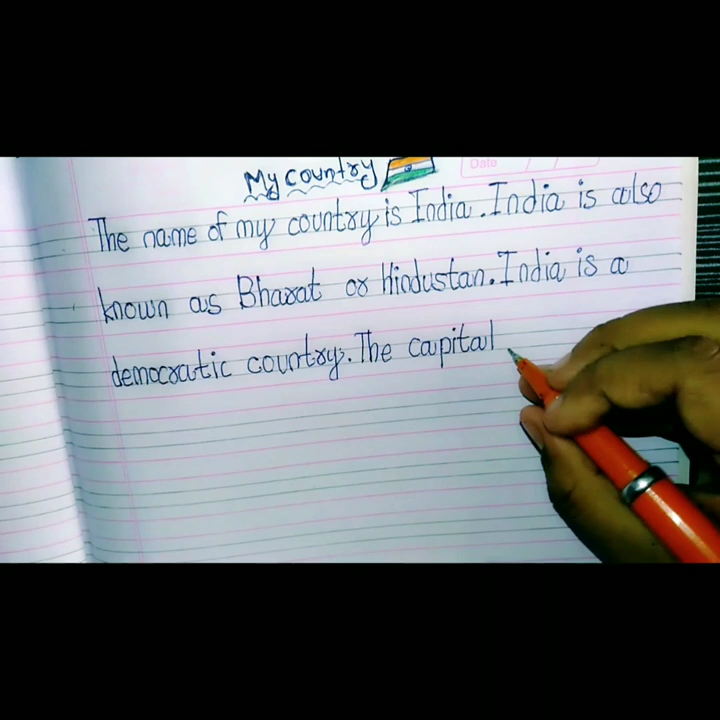 Date / /
My country
The name of my country is India. India is also
known as Bharat or Hindustan. India is a
democratic country. The capital